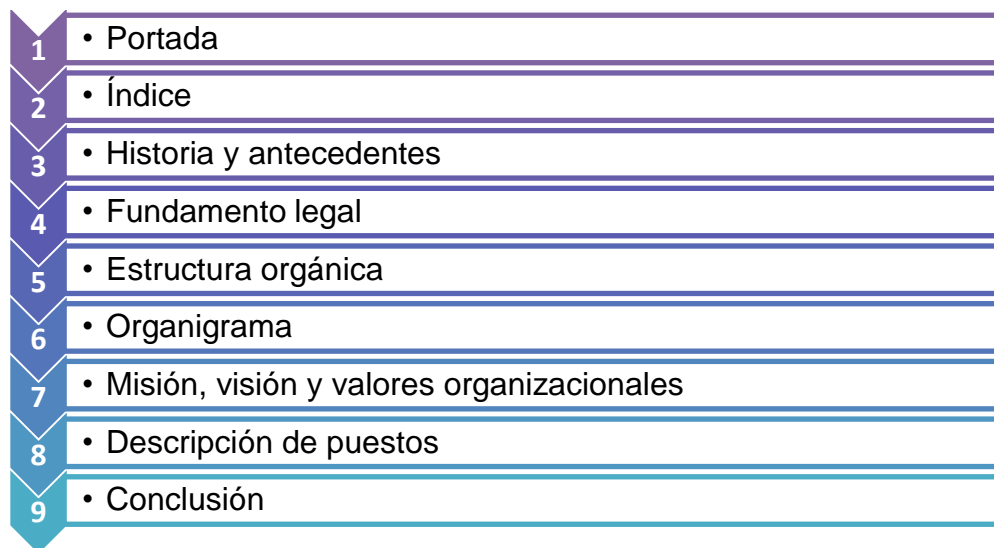 1 • Portada
2 • Índice
3 • Historia y antecedentes
4 • Fundamento legal
5 • Estructura orgánica
6 • Organigrama
7 • Misión, visión y valores organizacionales
8 • Descripción de puestos
9 • Conclusión